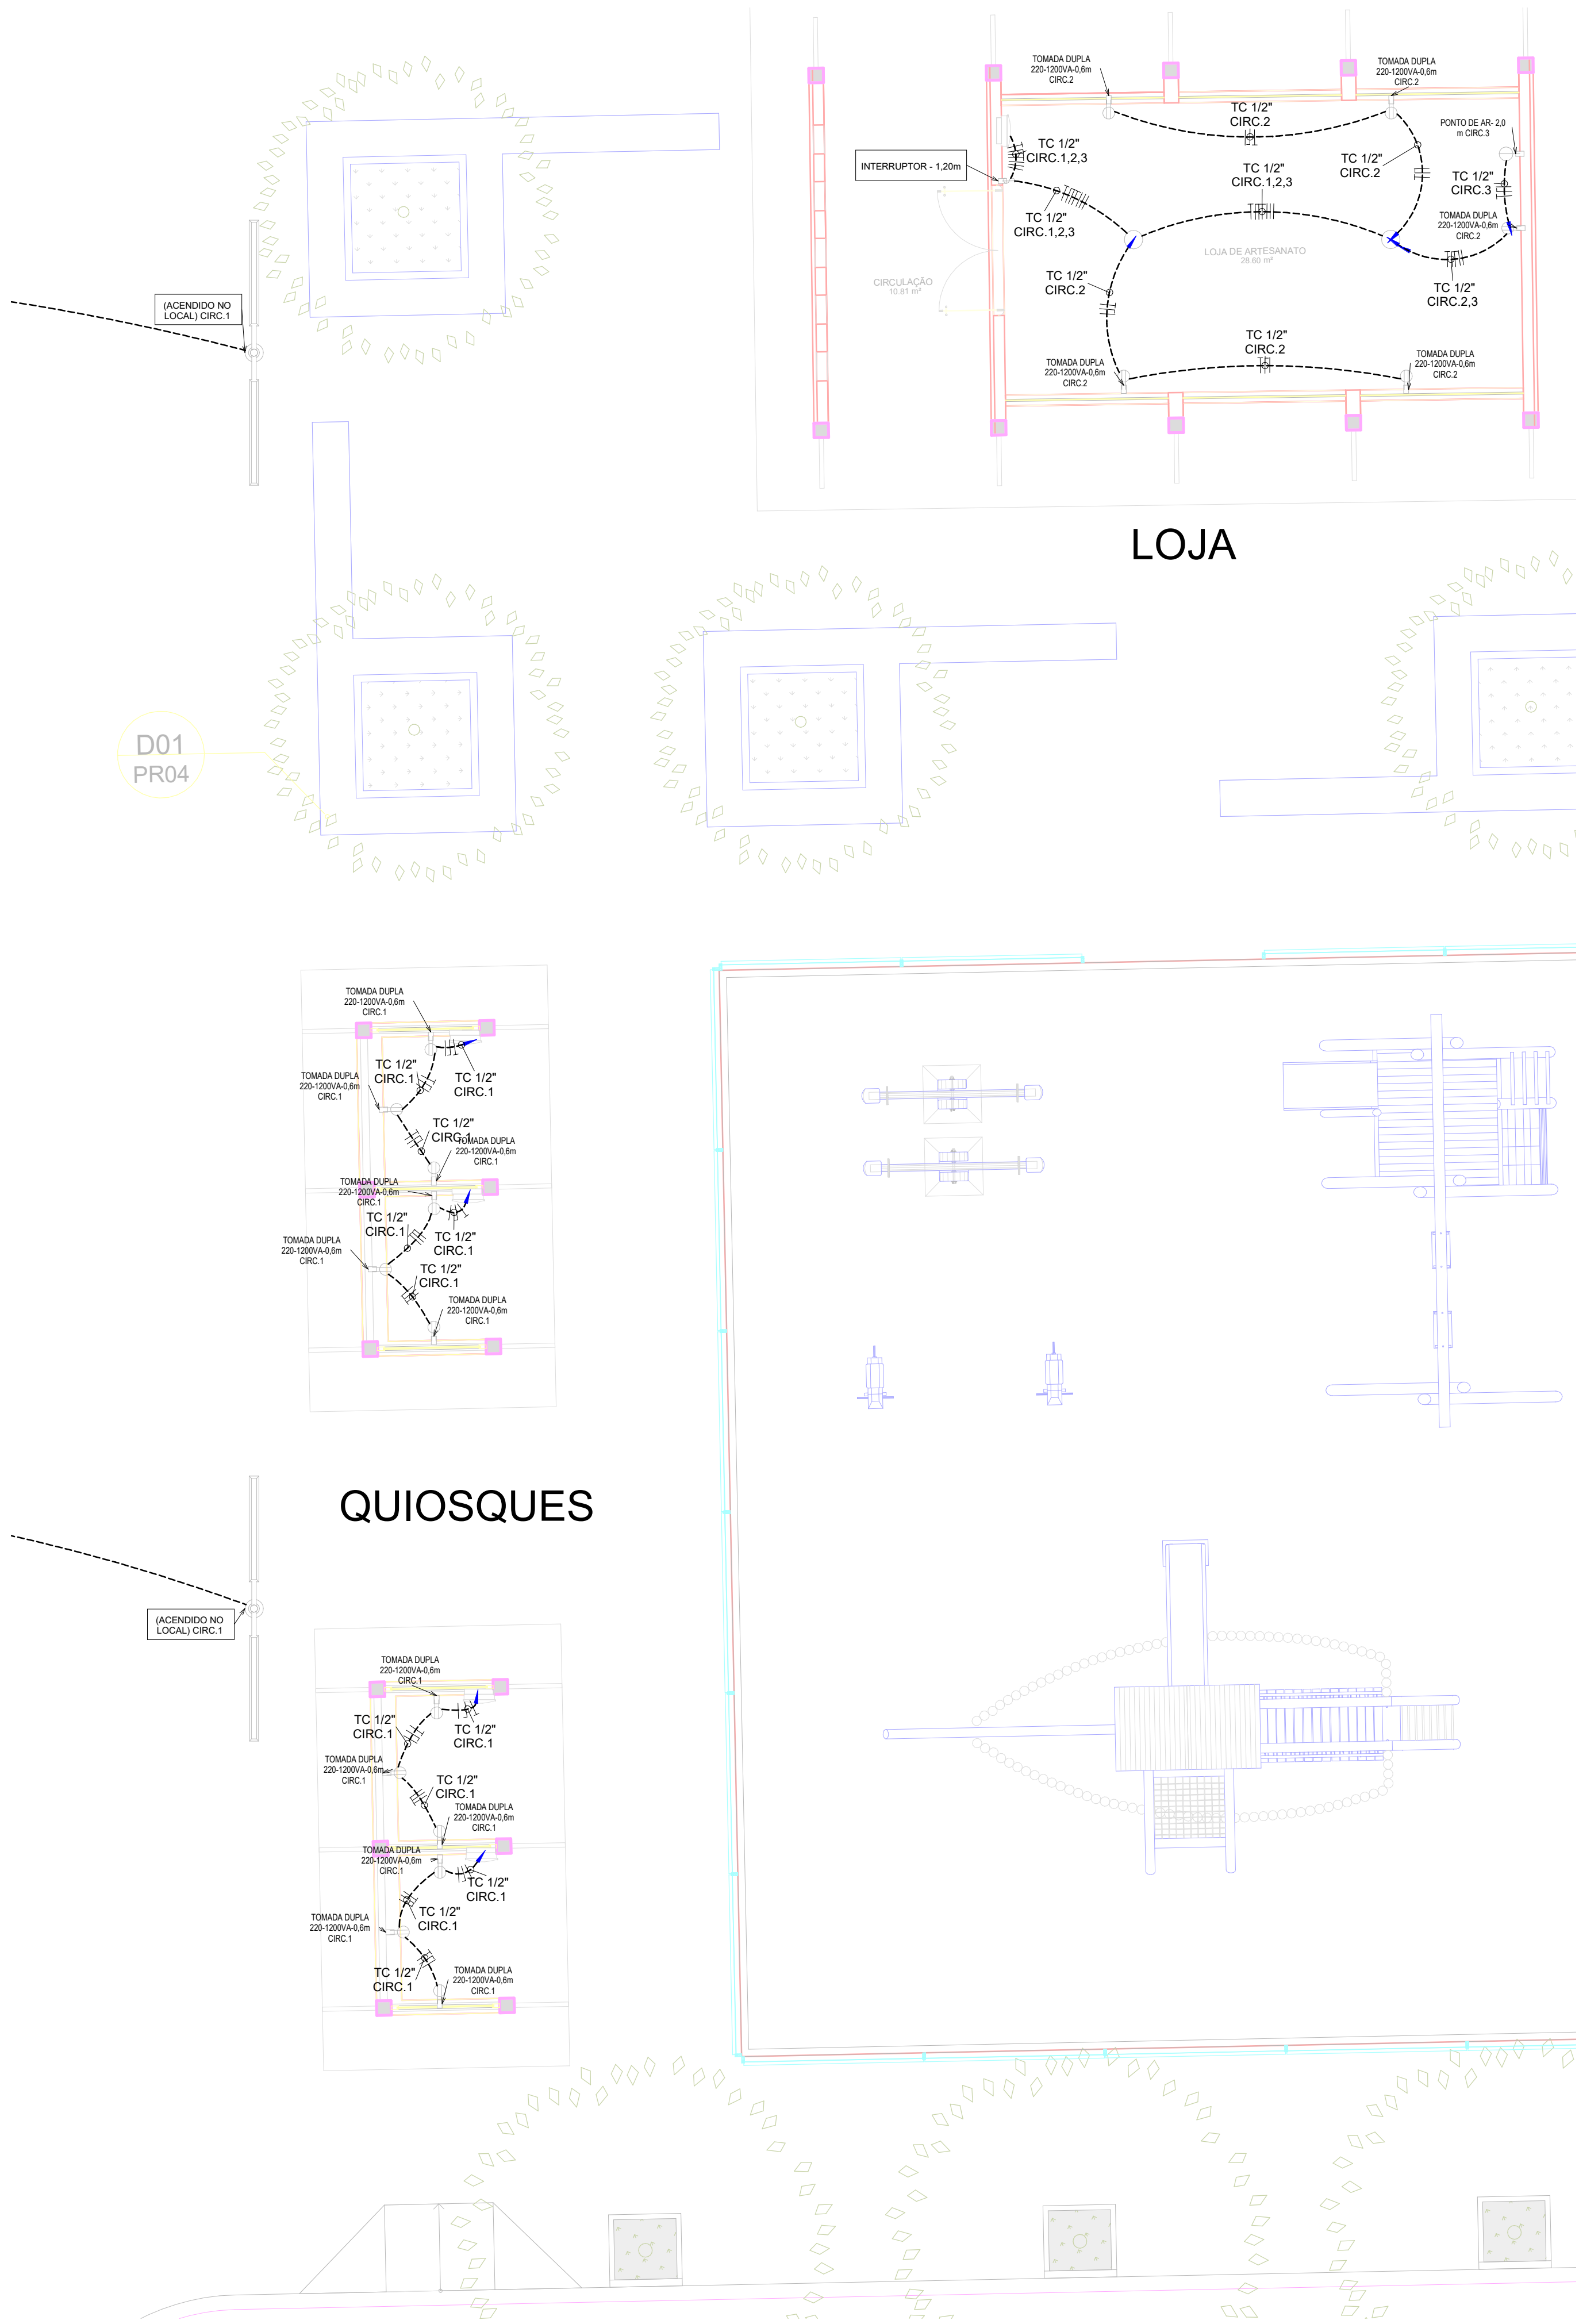 TOMADA DUPLA
220-1200VA-0,6m
CIRC.2
TOMADA DUPLA
220-1200VA-0,6m
CIRC.2
TC 1/2"
CIRC.2
PONTO DE AR- 2,0
m CIRC.3
INTERRUPTOR - 1,20m
TC 1/2"
CIRC.1,2,3
TC 1/2"
CIRC.1,2,3
TC 1/2"
CIRC.2
TC 1/2"
CIRC.3
TC 1/2"
CIRC.1,2,3
TOMADA DUPLA
220-1200VA-0,6m
CIRC.2
LOJA DE ARTESANATO
28.60 m²
CIRCULAÇÃO
10.81 m²
TC 1/2"
CIRC.2
TC 1/2"
CIRC.2,3
(ACENDIDO NO
LOCAL) CIRC.1
TC 1/2"
CIRC.2
TOMADA DUPLA
220-1200VA-0,6m
CIRC.2
TOMADA DUPLA
220-1200VA-0,6m
CIRC.2
LOJA
D01
PR04
TOMADA DUPLA
220-1200VA-0,6m
CIRC.1
TC 1/2"
CIRC.1
TC 1/2"
CIRC.1
TOMADA DUPLA
220-1200VA-0,6m
CIRC.1
TC 1/2"
CIRC.1
TOMADA DUPLA
220-1200VA-0,6m
CIRC.1
TOMADA DUPLA
220-1200VA-0,6m
CIRC.1
TC 1/2"
CIRC.1
TC 1/2"
CIRC.1
TOMADA DUPLA
220-1200VA-0,6m
CIRC.1
TC 1/2"
CIRC.1
TOMADA DUPLA
220-1200VA-0,6m
CIRC.1
QUIOSQUES
(ACENDIDO NO
LOCAL) CIRC.1
TOMADA DUPLA
220-1200VA-0,6m
CIRC.1
TC 1/2"
CIRC.1
TC 1/2"
CIRC.1
TOMADA DUPLA
220-1200VA-0,6m
CIRC.1
TC 1/2"
CIRC.1
TOMADA DUPLA
220-1200VA-0,6m
CIRC.1
TOMADA DUPLA
220-1200VA-0,6m
CIRC.1
TC 1/2"
CIRC.1
TC 1/2"
CIRC.1
TOMADA DUPLA
220-1200VA-0,6m
CIRC.1
TC 1/2"
CIRC.1
TOMADA DUPLA
220-1200VA-0,6m
CIRC.1